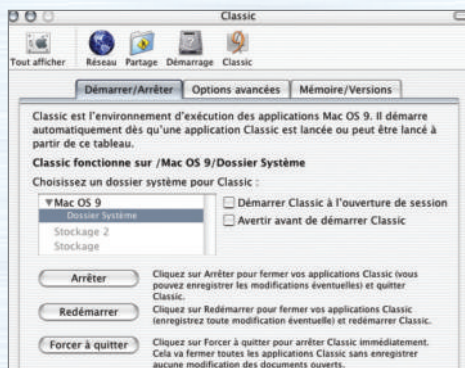 Classic
Tout afficher Réseau Partage Démarrage Classic
Démarrer/Arrêter Options avancées Mémoire/Versions
Classic est l'environnement d'exécution des applications Mac OS 9. Il démarre
automatiquement dès qu'une application Classic est lancée ou peut être lancé à
partir de ce tableau.
Classic fonctionne sur /Mac OS 9/Dossier Système
Choisissez un dossier système pour Classic :
Mac OS 9
Dossier Système
Stockage 2
Stockage
Démarrer Classic à l'ouverture de session
Avertir avant de démarrer Classic
Arrêter
Cliquez sur Arrêter pour fermer vos applications Classic (vous
pouvez enregistrer les modifications éventuelles) et quitter
Classic.
Redémarrer
Cliquez sur Redémarrer pour fermer vos applications Classic
(enregistrez toute modification éventuelle) et redémarrer Classic.
Forcer à quitter
Cliquez sur Forcer à quitter pour arrêter Classic immédiatement.
Cela va fermer toutes les applications Classic sans enregistrer
aucune modification des documents ouverts.